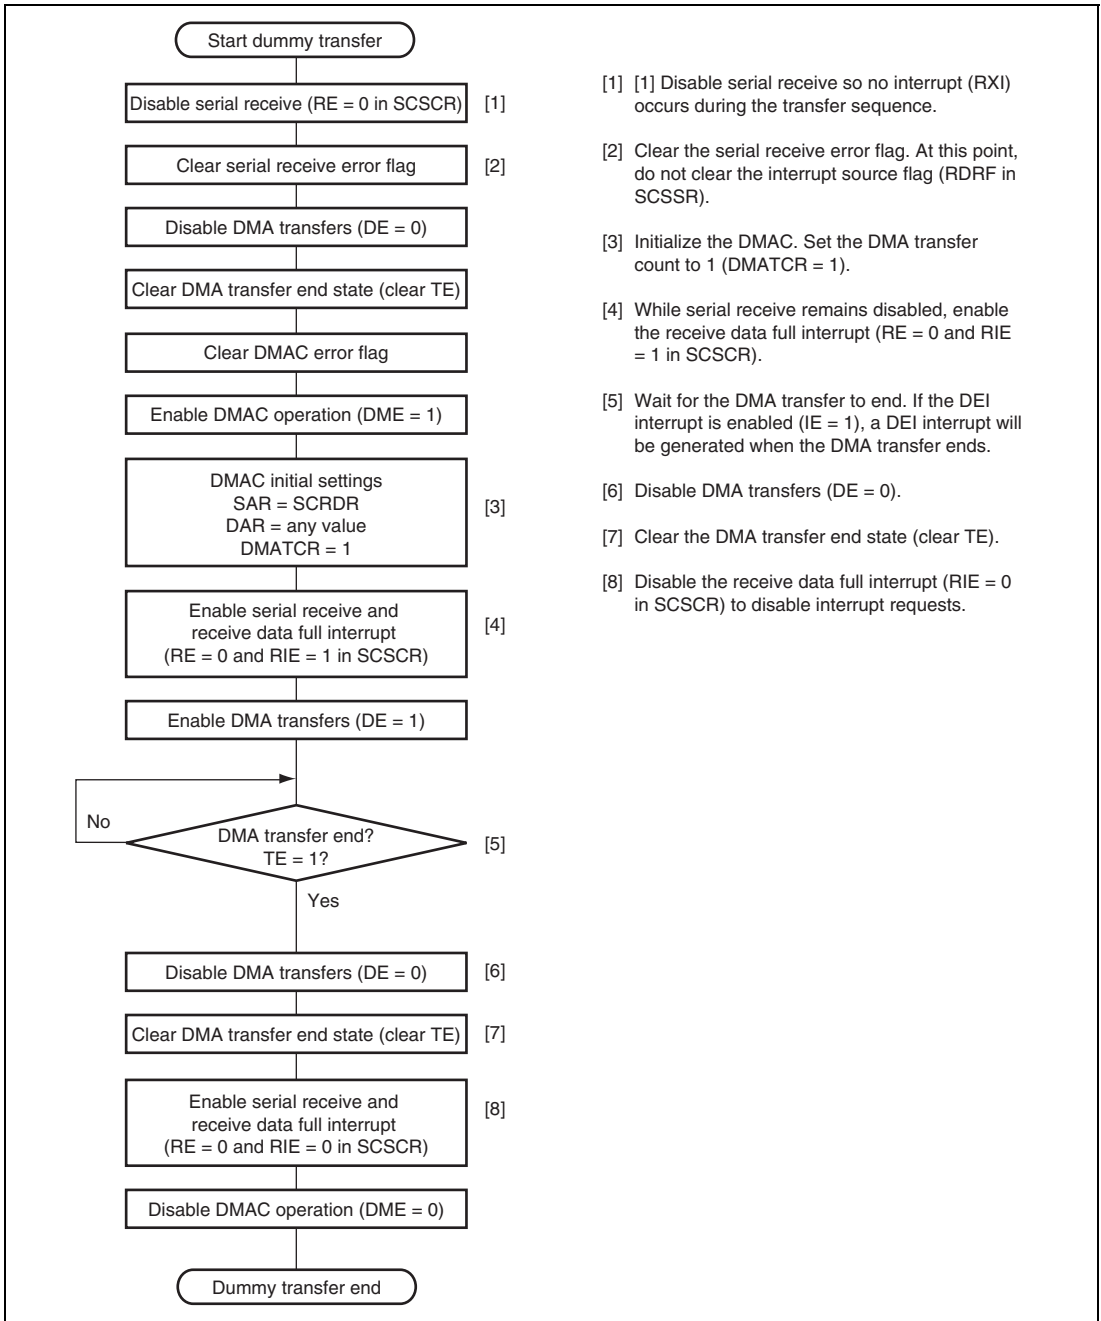 Start dummy transfer
Disable serial receive (RE = 0 in SCSCR) [1]
Clear serial receive error flag [2]
Disable DMA transfers (DE = 0)
Clear DMA transfer end state (clear TE)
Clear DMAC error flag
Enable DMAC operation (DME = 1)
DMAC initial settings
SAR = SCRDR
DAR = any value
DMATCR = 1
[3]
Enable serial receive and
receive data full interrupt
(RE = 0 and RIE = 1 in SCSCR)
[4]
Enable DMA transfers (DE = 1)
No
DMA transfer end?
TE = 1?
[5]
Yes
Disable DMA transfers (DE = 0) [6]
Clear DMA transfer end state (clear TE) [7]
Enable serial receive and
receive data full interrupt
(RE = 0 and RIE = 0 in SCSCR)
[8]
Disable DMAC operation (DME = 0)
Dummy transfer end
[1] [1] Disable serial receive so no interrupt (RXI)
occurs during the transfer sequence.
[2] Clear the serial receive error flag. At this point,
do not clear the interrupt source flag (RDRF in
SCSSR).
[3] Initialize the DMAC. Set the DMA transfer
count to 1 (DMATCR = 1).
[4] While serial receive remains disabled, enable
the receive data full interrupt (RE = 0 and RIE
= 1 in SCSCR).
[5] Wait for the DMA transfer to end. If the DEI
interrupt is enabled (IE = 1), a DEI interrupt will
be generated when the DMA transfer ends.
[6] Disable DMA transfers (DE = 0).
[7] Clear the DMA transfer end state (clear TE).
[8] Disable the receive data full interrupt (RIE = 0
in SCSCR) to disable interrupt requests.